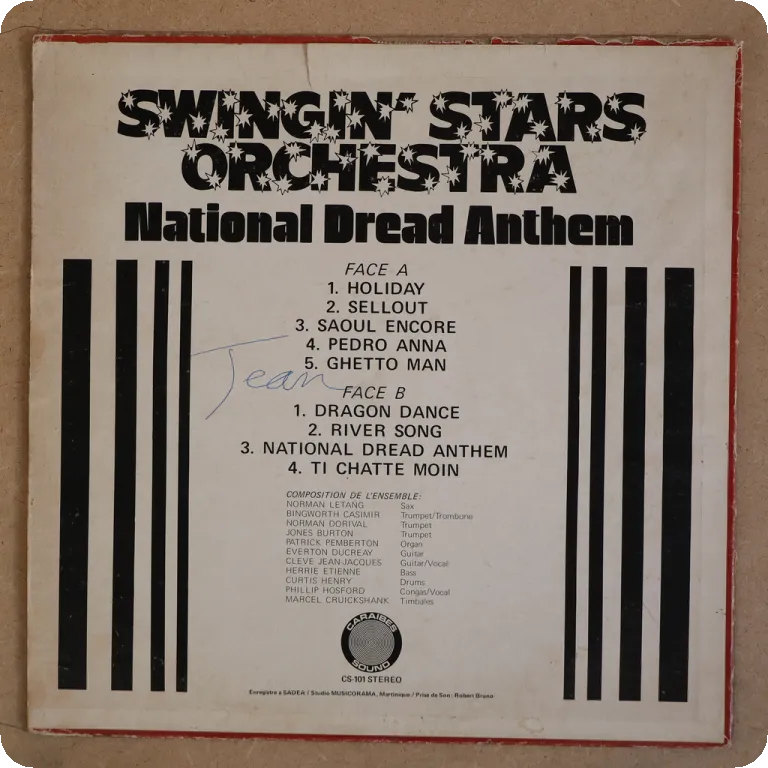 SWINGIN' STARS
ORCHESTRA
National Dread Anthem
FACE A
1. HOLIDAY
2. SELLOUT
3. SAOUL ENCORE
4. PEDRO ANNA
5. GHETTO MAN
Jean
FACE B
1. DRAGON DANCE
2. RIVER SONG
3. NATIONAL DREAD ANTHEM
4. TI CHATTE MOIN
COMPOSITION DE L'ENSEMBLE:
NORMAN LETANG Sax
BINGWORTH CASIMIR Trumpet/Trombone
NORMAN DORIVAL Trumpet
JONES BURTON Trumpet
PATRICK PEMBERTON Organ
EVERTON DUCREAY Guitar
CLEVE JEAN-JACQUES Guitar/Vocal
HERRIE ETIENNE Bass
CURTIS HENRY Drums
PHILLIP HOSFORD Congas/Vocal
MARCEL CRUICKSHANK Timbales
CARAIBES
SOUND
CS-101 STEREO
Enregistré à SADEA / Studio MUSICORAMA, Martinique / Prise de Son: Robert Bruno